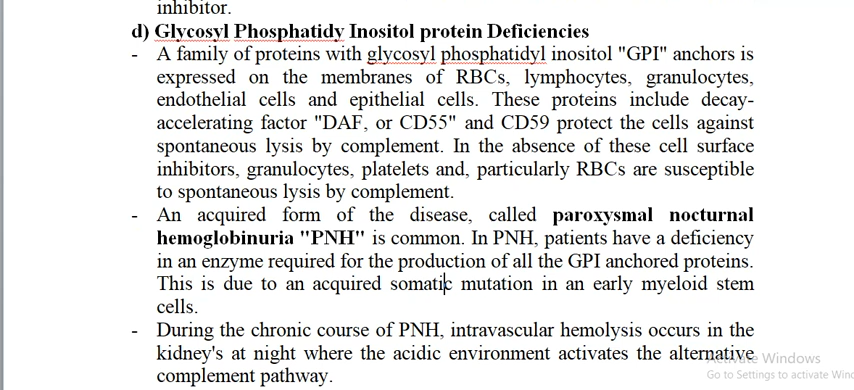 inhibitor.
d) Glycosyl Phosphatidy Inositol protein Deficiencies
- A family of proteins with glycosyl phosphatidyl inositol "GPI" anchors is
expressed on the membranes of RBCs, lymphocytes, granulocytes,
endothelial cells and epithelial cells. These proteins include decay-
accelerating factor "DAF, or CD55" and CD59 protect the cells against
spontaneous lysis by complement. In the absence of these cell surface
inhibitors, granulocytes, platelets and, particularly RBCs are susceptible
to spontaneous lysis by complement.
- An acquired form of the disease, called paroxysmal nocturnal
hemoglobinuria "PNH" is common. In PNH, patients have a deficiency
in an enzyme required for the production of all the GPI anchored proteins.
This is due to an acquired somatic mutation in an early myeloid stem
cells.
- During the chronic course of PNH, intravascular hemolysis occurs in the
kidney's at night where the acidic environment activates the alternative
complement pathway.
Activate Windows
Go to Settings to activate Winc